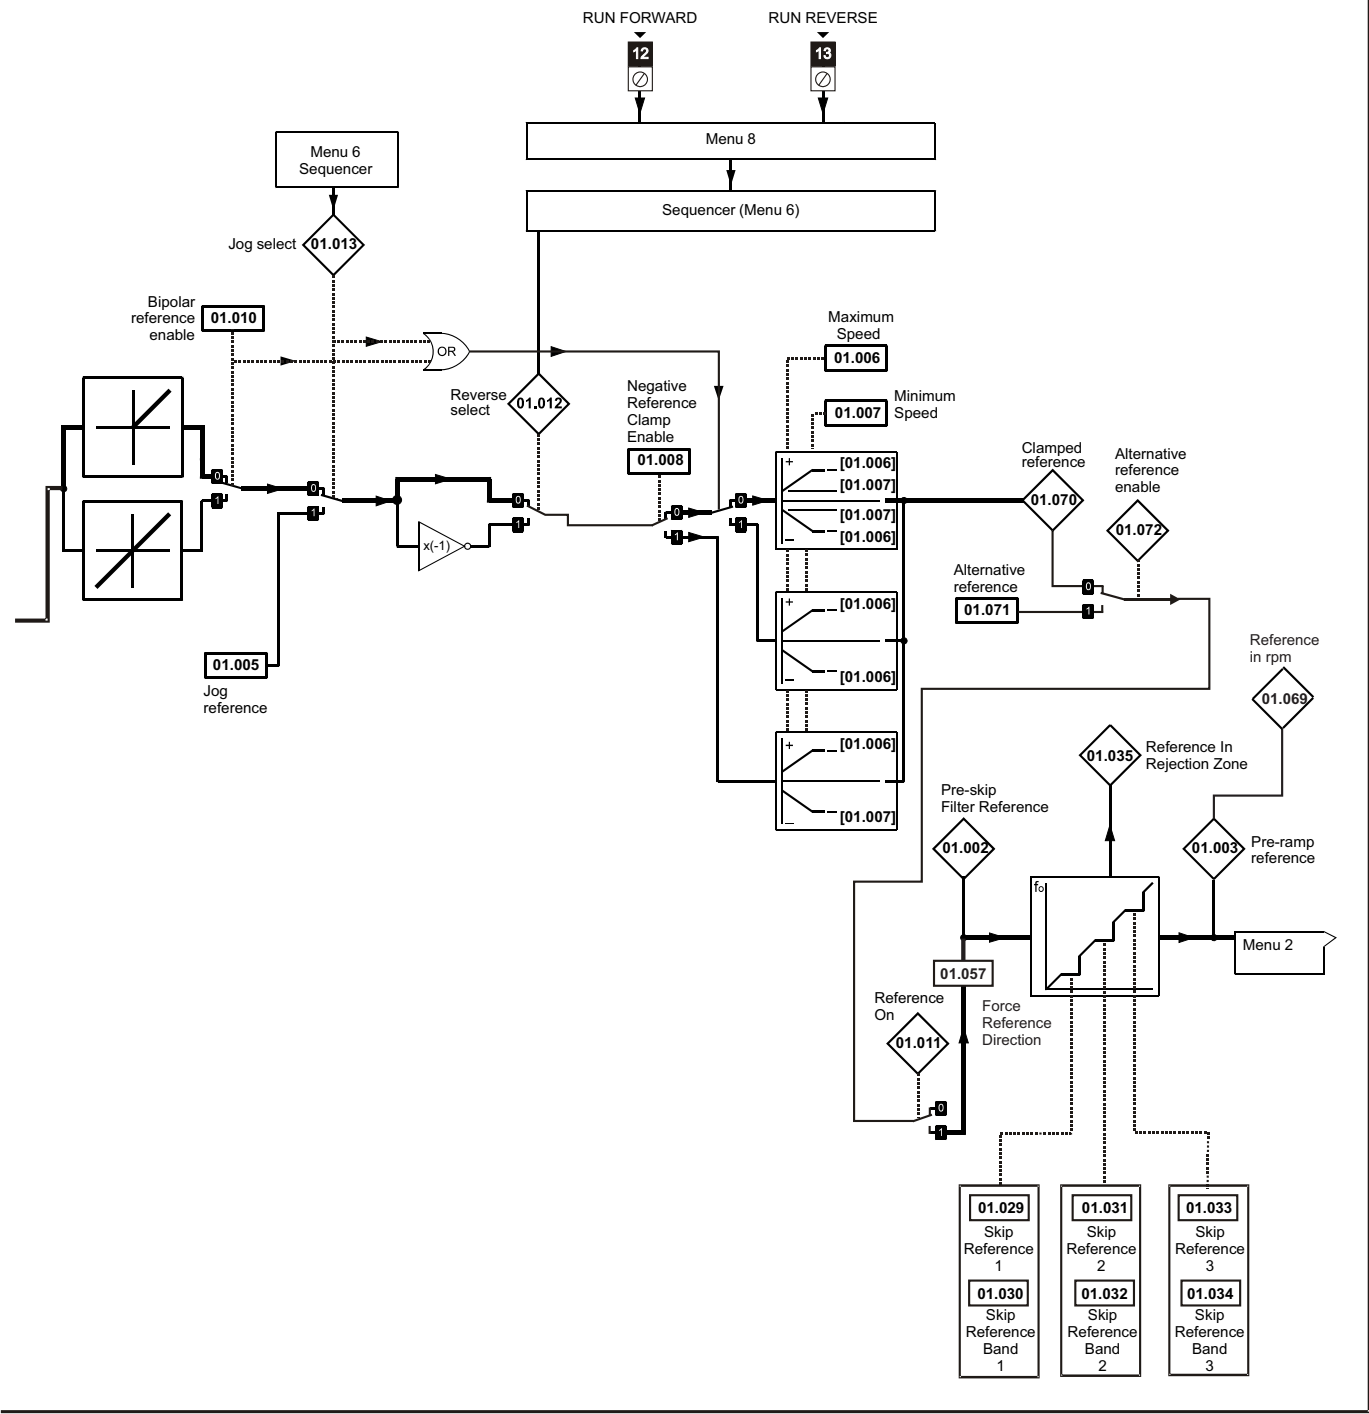 RUN FORWARD
RUN REVERSE
12
13
Menu 8
Menu 6
Sequencer
Sequencer (Menu 6)
Jog select
01.013
Bipolar
reference
enable
01.010
OR
Maximum
Speed
01.006
Reverse
select
01.012
Negative
Reference
Clamp
Enable
01.008
Minimum
Speed
01.007
0
1
0
1
x(-1)
0
1
0
1
0
1
+
[01.006]
[01.007]
[01.007]
[01.006]
–
Clamped
reference
01.070
Alternative
reference
enable
01.072
Alternative
reference
01.071
0
1
+
[01.006]
[01.006]
–
01.005
Jog
reference
Reference
in rpm
01.069
+
[01.006]
[01.007]
–
01.035
Reference In
Rejection Zone
Pre-skip
Filter Reference
01.002
01.003
Pre-ramp
reference
fo
Menu 2
01.057
Force
Reference
Direction
Reference
On
01.011
0
1
01.029
Skip
Reference
1
01.030
Skip
Reference
Band
1
01.031
Skip
Reference
2
01.032
Skip
Reference
Band
2
01.033
Skip
Reference
3
01.034
Skip
Reference
Band
3